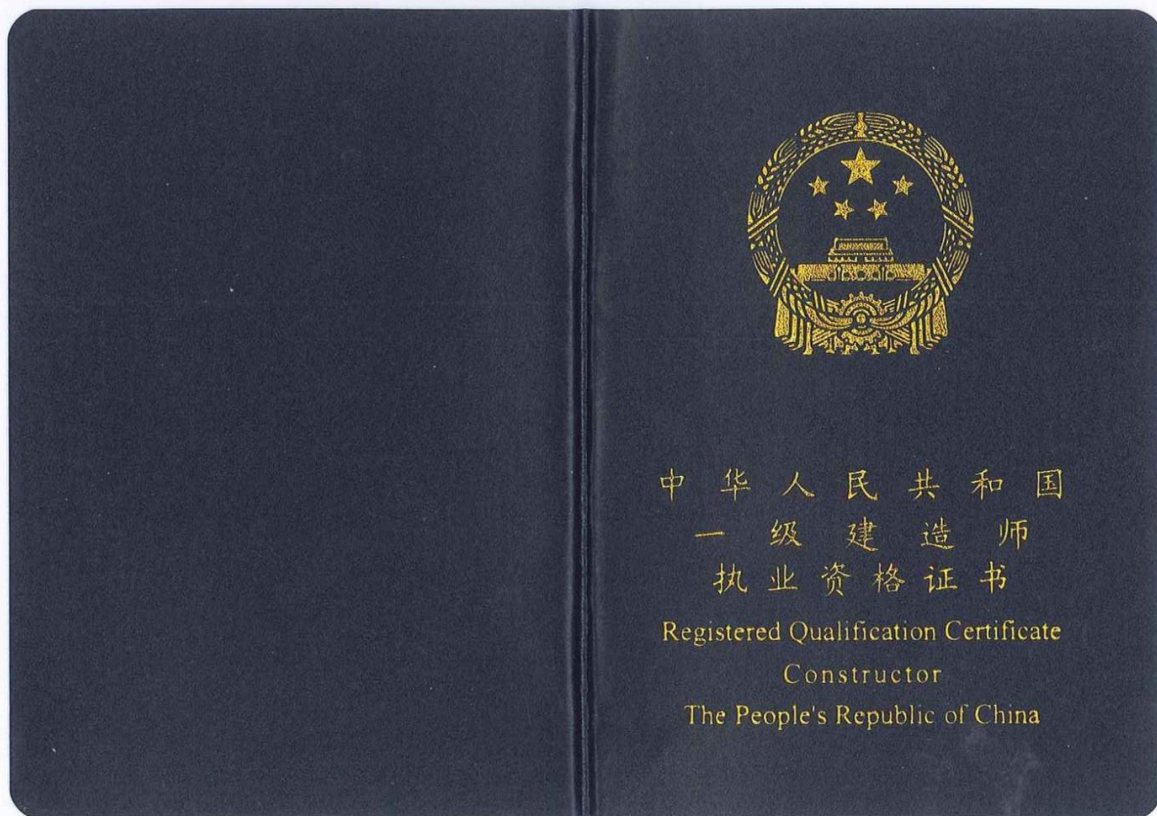 中华人民共和国
一级建造师
执业资格证书
Registered Qualification Certificate
Constructor
The People's Republic of China